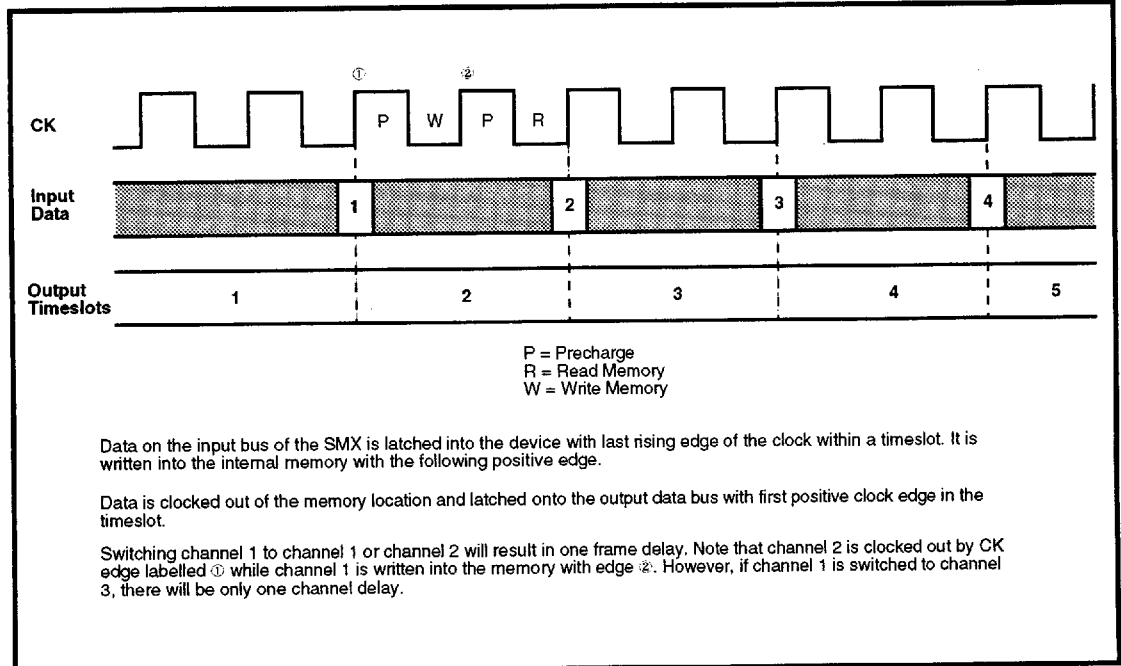 ① ②
CK P W P R
Input
Data
1 2 3 4
Output
Timeslots
1 2 3 4 5
P = Precharge
R = Read Memory
W = Write Memory
Data on the input bus of the SMX is latched into the device with last rising edge of the clock within a timeslot. It is
written into the internal memory with the following positive edge.
Data is clocked out of the memory location and latched onto the output data bus with first positive clock edge in the
timeslot.
Switching channel 1 to channel 1 or channel 2 will result in one frame delay. Note that channel 2 is clocked out by CK
edge labelled ① while channel 1 is written into the memory with edge ②. However, if channel 1 is switched to channel
3, there will be only one channel delay.